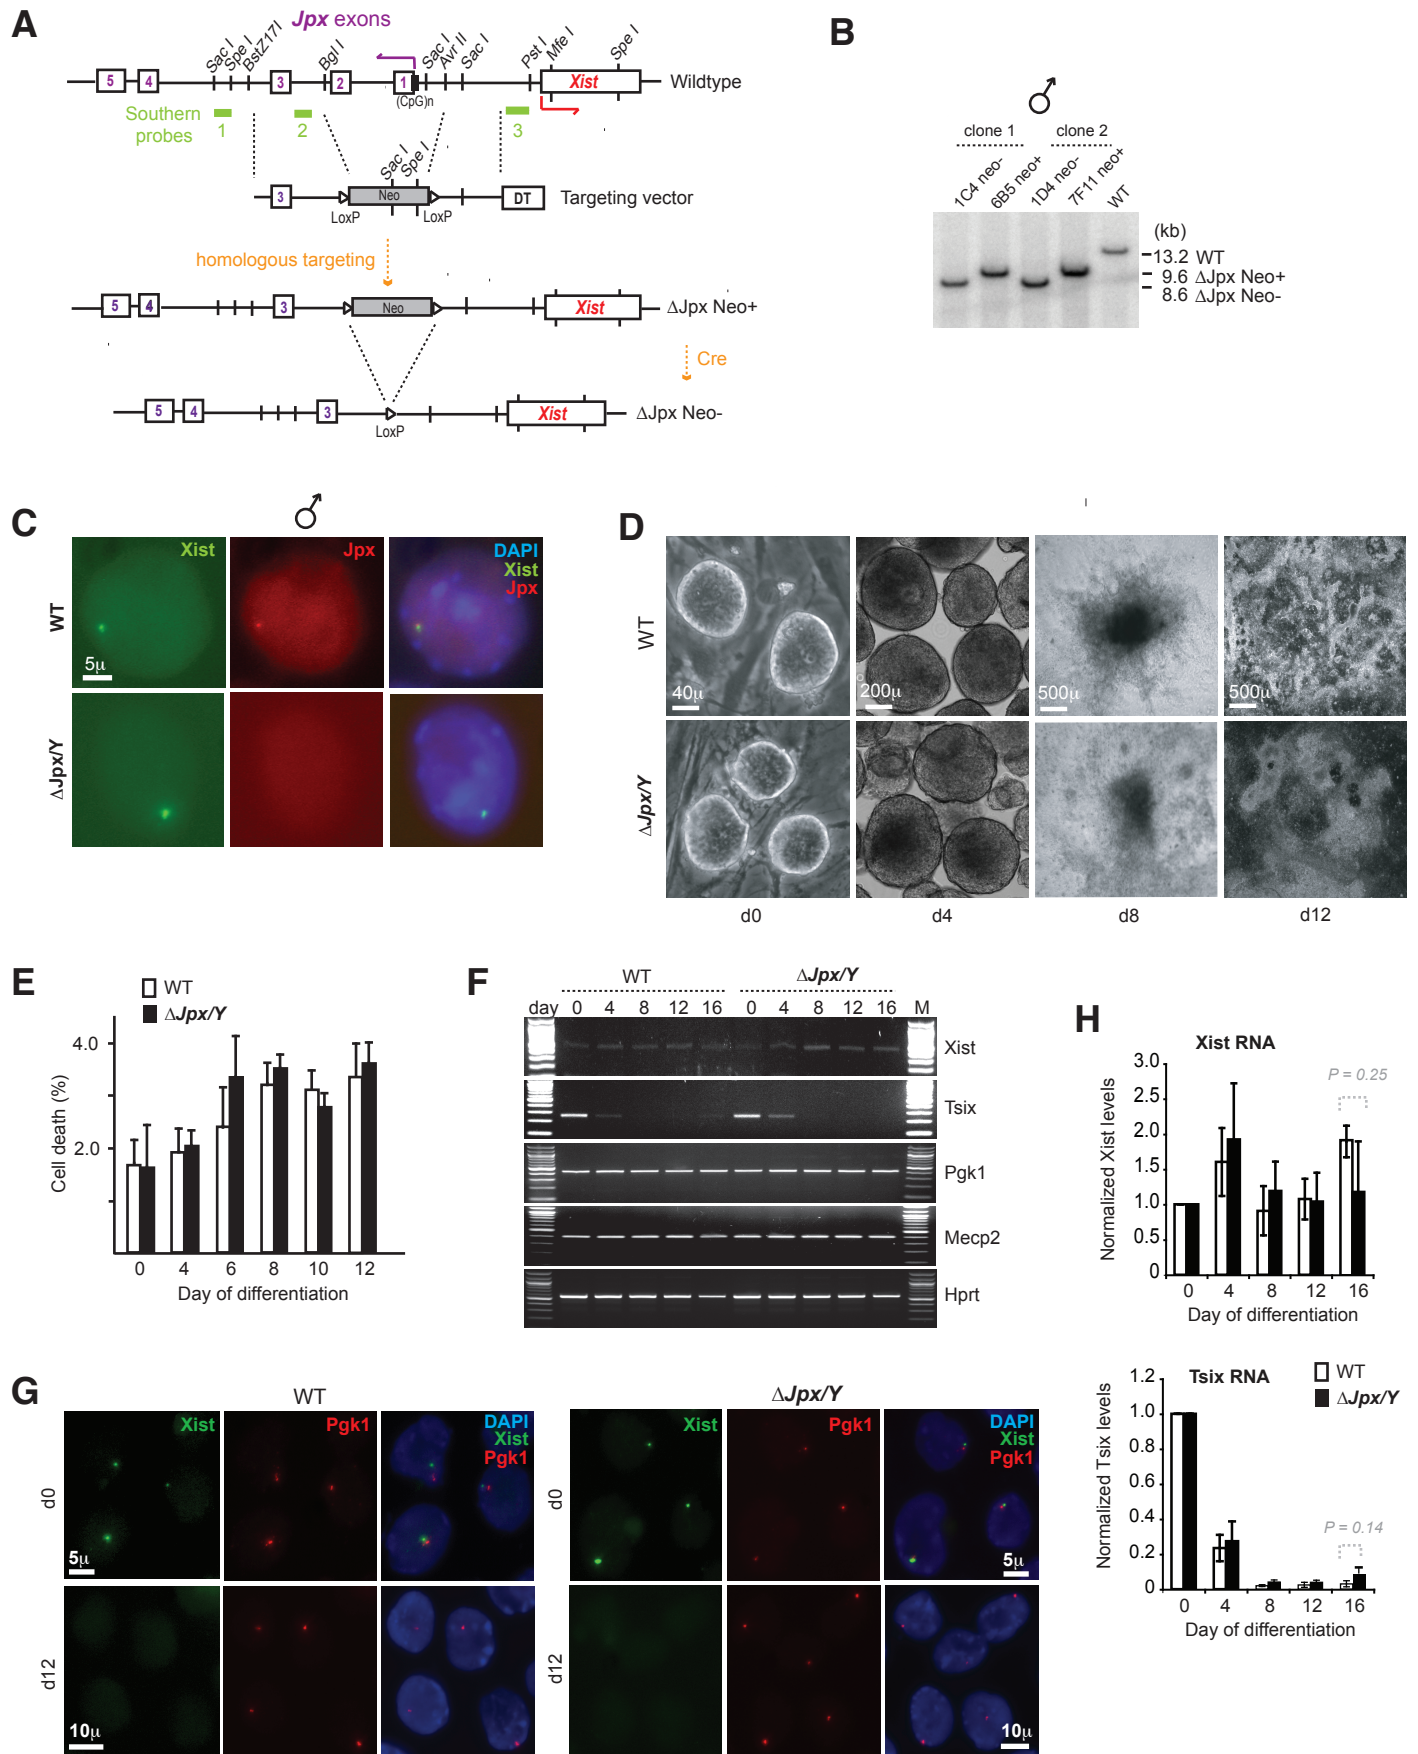 A
Jpx exons
Sac I
Spe I
BstZ17I
Bgl I
Sac I
Avr II
Sac I
Pst I
Mfe I
Spe I
5
4
3
2
1
Xist
Wildtype
(CpG)n
Southern
probes
1
2
3
Sac I
Spe I
3
Neo
DT
Targeting vector
LoxP
LoxP
homologous targeting
5
4
3
Neo
Xist
ΔJpx Neo+
Cre
5
4
3
Xist
ΔJpx Neo-
LoxP
B
♂
clone 1
clone 2
1C4 neo-
6B5 neo+
1D4 neo-
7F11 neo+
WT
(kb)
13.2 WT
9.6 ΔJpx Neo+
8.6 ΔJpx Neo-
C
♂
WT
Xist
Jpx
DAPI
Xist
Jpx
5μ
ΔJpx/Y
D
WT
40μ
200μ
500μ
500μ
ΔJpx/Y
d0
d4
d8
d12
E
WT
ΔJpx/Y
Cell death (%)
4.0
2.0
0
4
6
8
10
12
Day of differentiation
F
WT
ΔJpx/Y
day 0 4 8 12 16 0 4 8 12 16 M
Xist
Tsix
Pgk1
Mecp2
Hprt
G
WT
ΔJpx/Y
d0
Xist
Pgk1
DAPI
Xist
Pgk1
5μ
d0
Xist
Pgk1
DAPI
Xist
Pgk1
5μ
d12
10μ
d12
10μ
H
Xist RNA
Normalized Xist levels
3.0
2.0
1.5
1.0
0.5
0
P = 0.25
0 4 8 12 16
Day of differentiation
Tsix RNA
WT
ΔJpx/Y
Normalized Tsix levels
1.2
1.0
0.8
0.6
0.4
0.2
0
P = 0.14
0 4 8 12 16
Day of differentiation